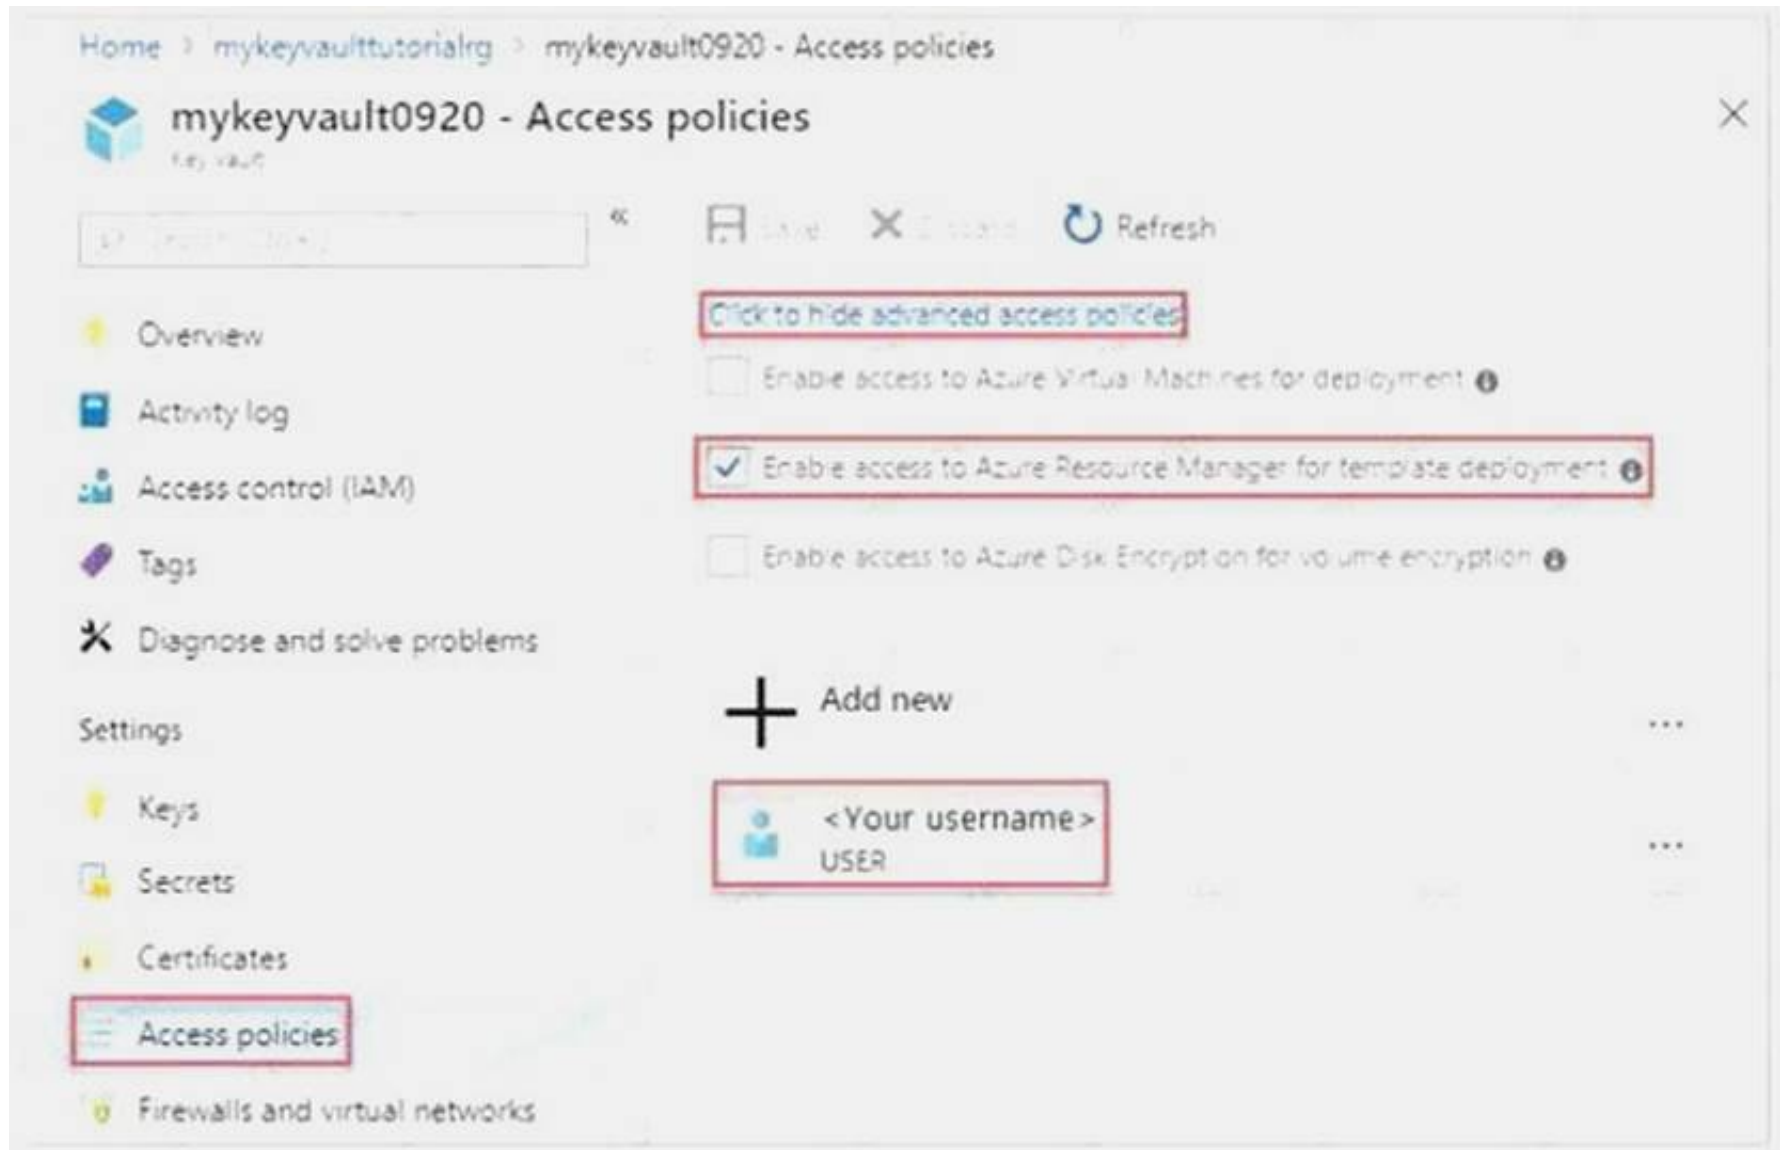 Home > mykeyvaulttutorialrg > mykeyvault0920 - Access policies
mykeyvault0920 - Access policies
Key vault
Save
Refresh
Click to hide advanced access policies
Enable access to Azure Virtual Machines for deployment
Enable access to Azure Resource Manager for template deployment
Enable access to Azure Disk Encryption for volume encryption
Add new
<Your username>
USER
Overview
Activity log
Access control (IAM)
Tags
Diagnose and solve problems
Settings
Keys
Secrets
Certificates
Access policies
Firewalls and virtual networks